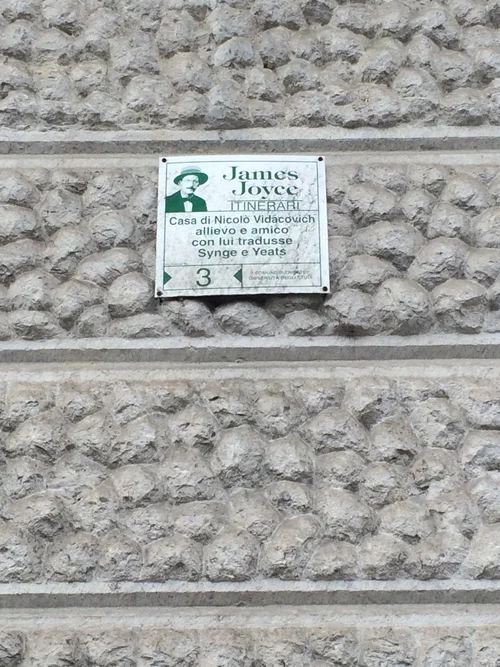 James
Joyce
ITINERARI
Casa di Nicolò Vidacovich
allievo e amico
con lui tradusse
Synge e Yeats
3